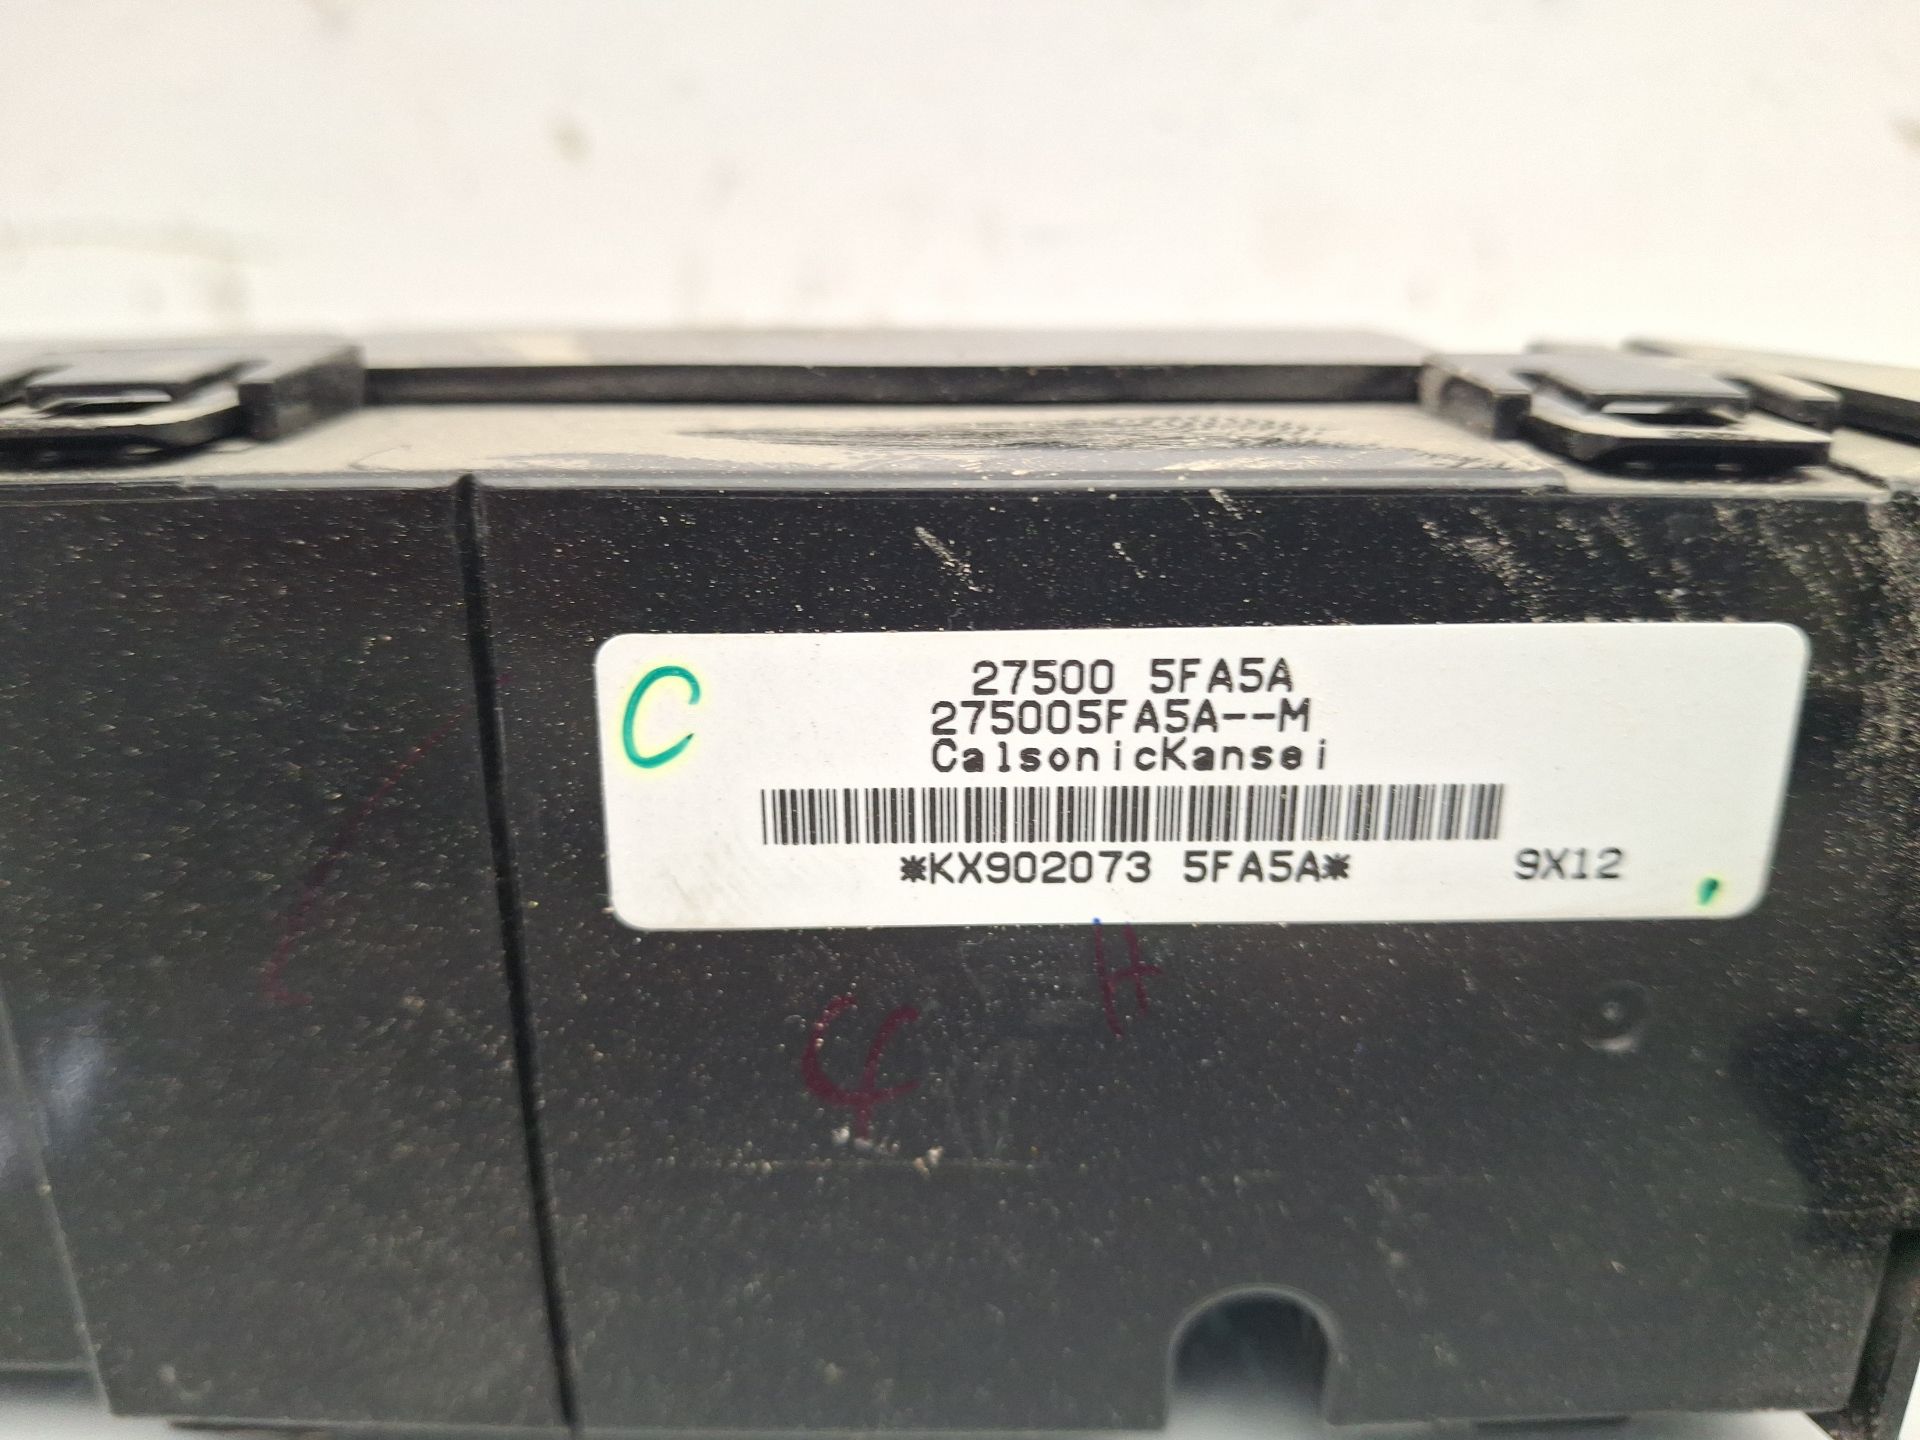 C
27500 5FA5A
275005FA5A--M
CalsonicKansei
*KX902073 5FA5A*
9X12
H